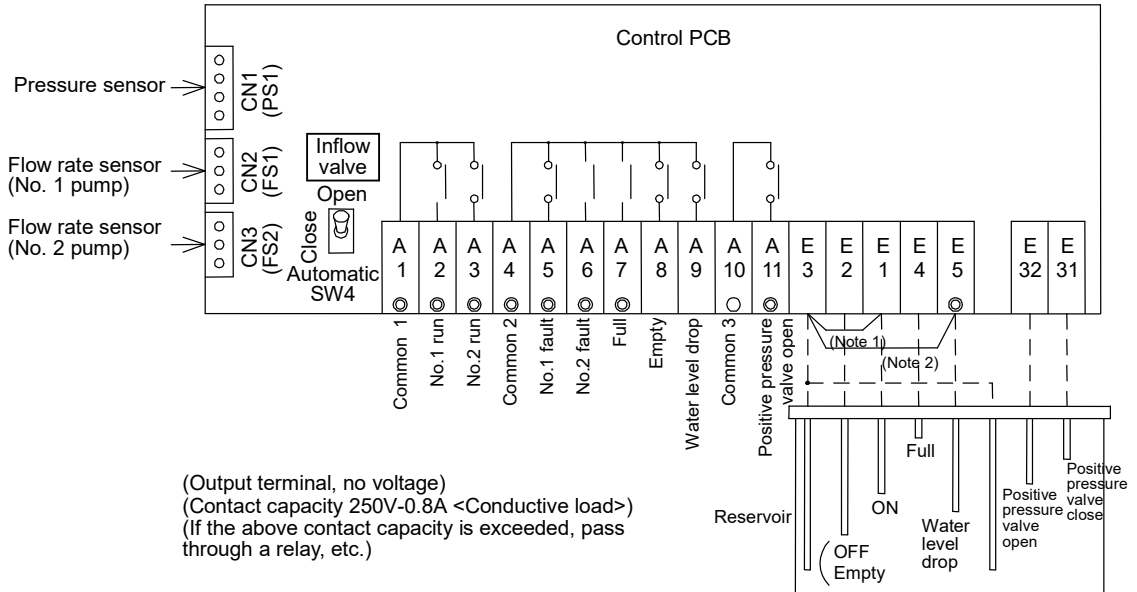 Control PCB
Pressure sensor
CN1
(PS1)
Flow rate sensor
(No. 1 pump)
CN2
(FS1)
Flow rate sensor
(No. 2 pump)
CN3
(FS2)
Inflow
valve
Open
Close
Automatic
SW4
A
1
A
2
A
3
A
4
A
5
A
6
A
7
A
8
A
9
A
10
A
11
E
3
E
2
E
1
E
4
E
5
E
32
E
31
Common 1
No.1 run
No.2 run
Common 2
No.1 fault
No.2 fault
Full
Empty
Water level drop
Common 3
Positive pressure
valve open
(Note 1)
(Note 2)
(Output terminal, no voltage)
(Contact capacity 250V-0.8A <Conductive load>)
(If the above contact capacity is exceeded, pass
through a relay, etc.)
Reservoir
OFF
Empty
ON
Full
Water
level
drop
Positive
pressure
valve
open
Positive
pressure
valve
close